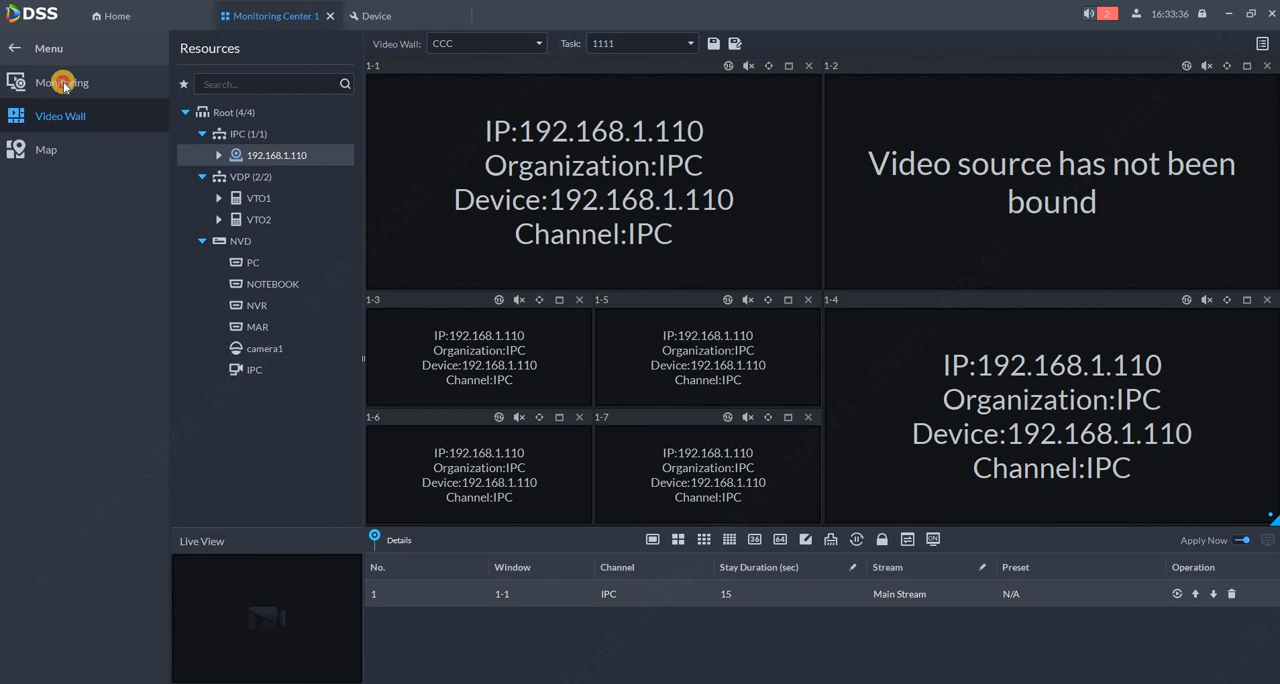 DSS
Home
Monitoring Center 1
Device
2
16:33:36
Menu
Monitoring
Video Wall
Map
Resources
Search...
Root (4/4)
IPC (1/1)
192.168.1.110
VDP (2/2)
VTO1
VTO2
NVD
PC
NOTEBOOK
NVR
MAR
camera1
IPC
Live View
Video Wall: CCC Task: 1111
1-1
IP:192.168.1.110
Organization:IPC
Device:192.168.1.110
Channel:IPC
1-2
Video source has not been
bound
1-3
IP:192.168.1.110
Organization:IPC
Device:192.168.1.110
Channel:IPC
1-5
IP:192.168.1.110
Organization:IPC
Device:192.168.1.110
Channel:IPC
1-4
IP:192.168.1.110
Organization:IPC
Device:192.168.1.110
Channel:IPC
1-6
IP:192.168.1.110
Organization:IPC
Device:192.168.1.110
Channel:IPC
1-7
IP:192.168.1.110
Organization:IPC
Device:192.168.1.110
Channel:IPC
Details
36
64
ON
Apply Now
No. Window Channel Stay Duration (sec) Stream Preset Operation
1 1-1 IPC 15 Main Stream N/A